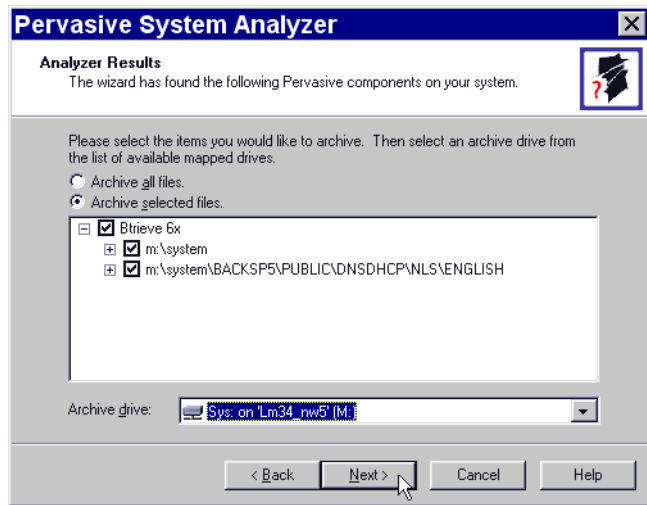 Pervasive System Analyzer
Analyzer Results
The wizard has found the following Pervasive components on your system.
?
Please select the items you would like to archive. Then select an archive drive from
the list of available mapped drives.
Archive all files.
Archive selected files.
Btrieve 6x
m:\system
m:\system\BACKSP5\PUBLIC\DNSDHCP\NLS\ENGLISH
Archive drive: Sys: on 'Lm34_nw5' (M:
< Back Next > Cancel Help